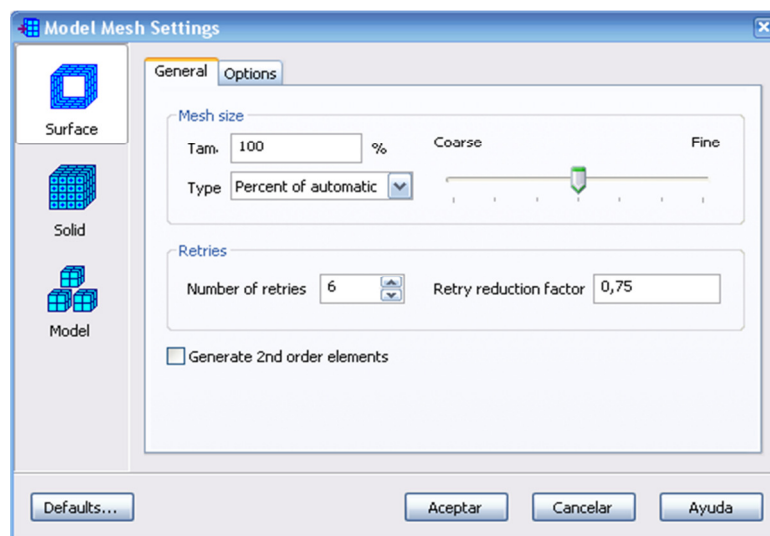 Model Mesh Settings
Surface
Solid
Model
General
Options
Mesh size
Tam. 100 %
Type Percent of automatic
Coarse Fine
Retries
Number of retries 6 Retry reduction factor 0,75
Generate 2nd order elements
Defaults... Aceptar Cancelar Ayuda